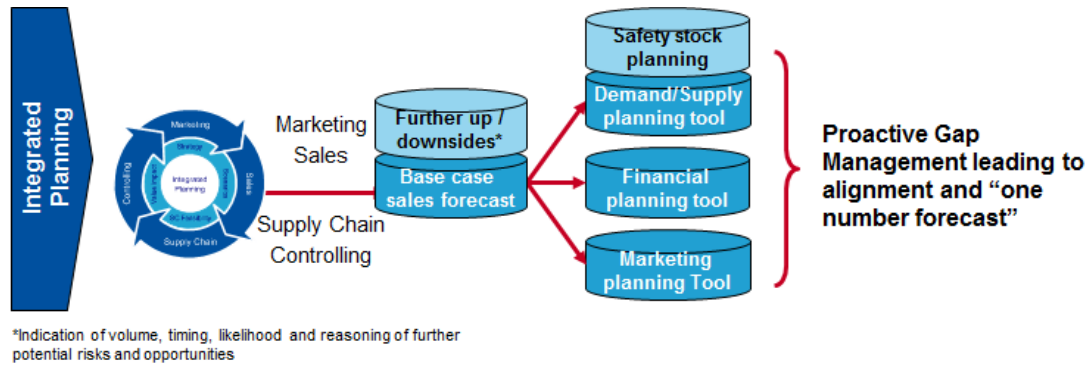 Integrated
Planning
Marketing
Strategy
Controlling
Value Impact
Integrated
Planning
Sales
SC Feasibility
Supply Chain
Marketing
Sales
Supply Chain
Controlling
Further up /
downsides*
Base case
sales forecast
Safety stock
planning
Demand/Supply
planning tool
Financial
planning tool
Marketing
planning Tool
Proactive Gap
Management leading to
alignment and “one
number forecast”
*Indication of volume, timing, likelihood and reasoning of further
potential risks and opportunities